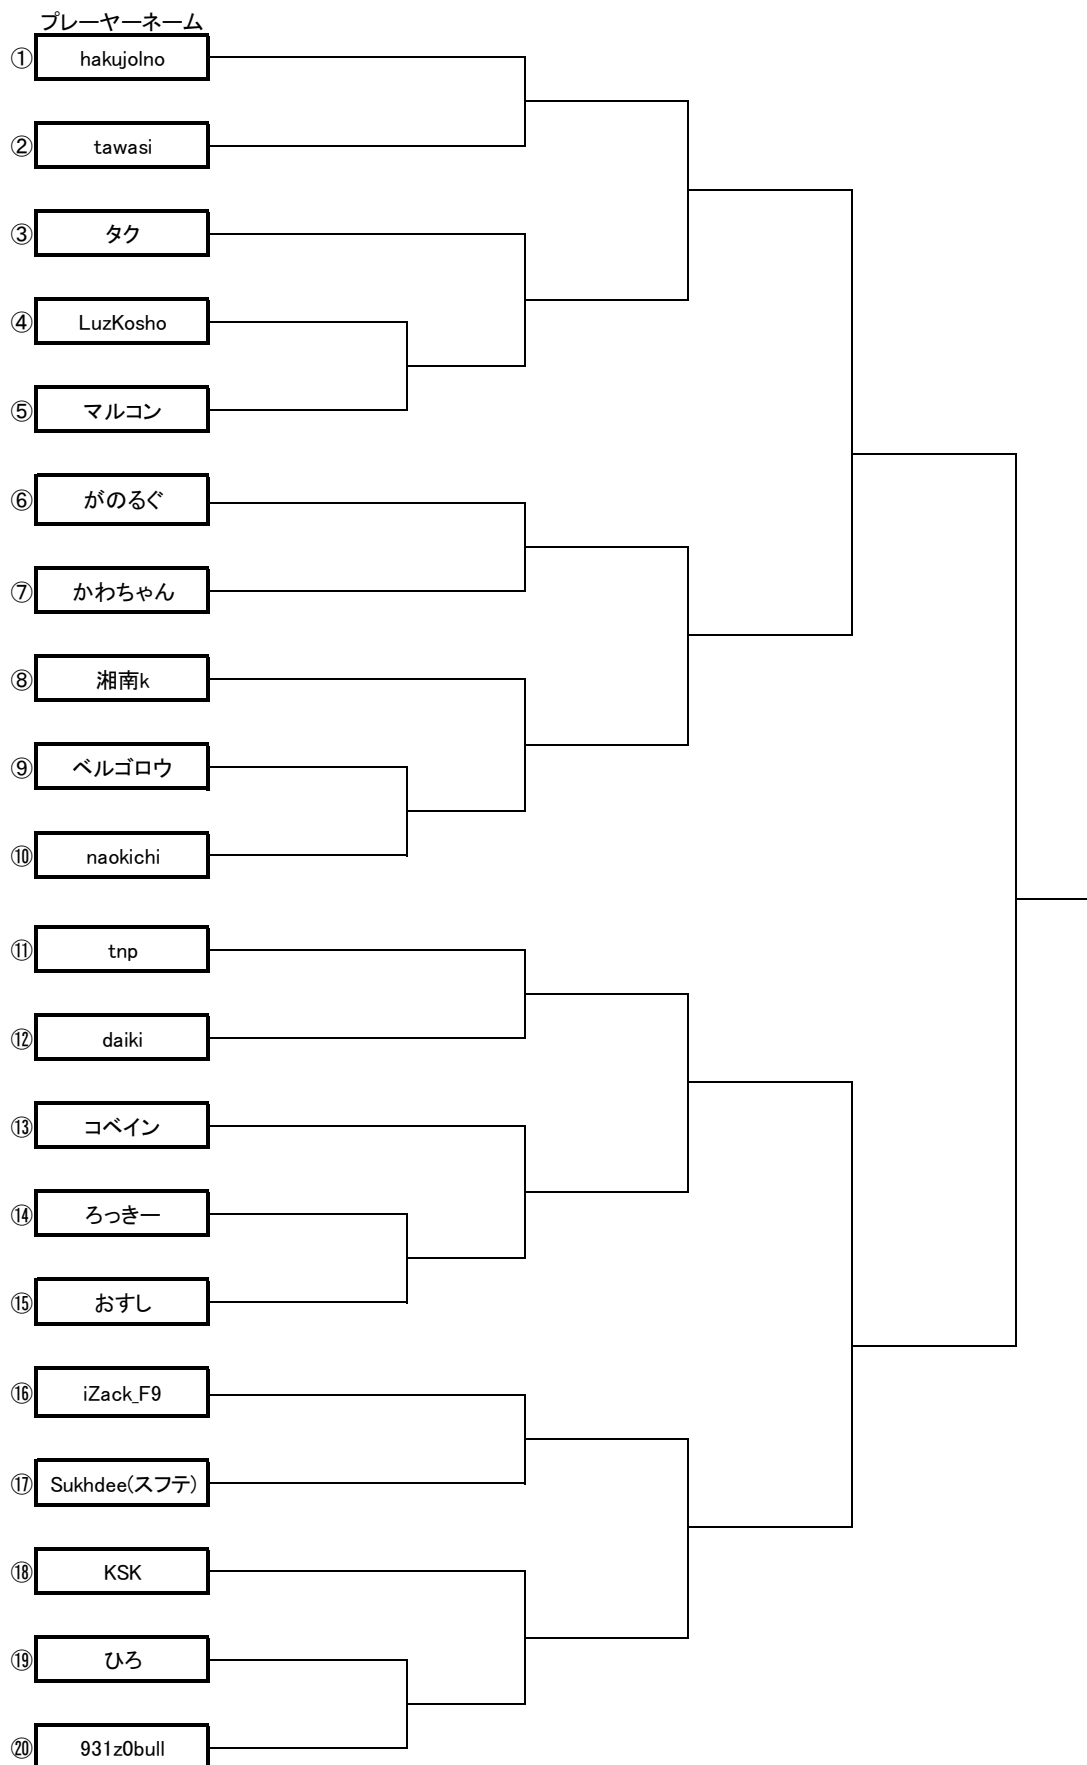 プレーヤーネーム
① hakujoIno
② tawasi
③ タク
④ LuzKosho
⑤ マルコン
⑥ がのるぐ
⑦ かわちゃん
⑧ 湘南k
⑨ ベルゴロウ
⑩ naokichi
⑪ tnp
⑫ daiki
⑬ コベイン
⑭ ろっきー
⑮ おすし
⑯ iZack_F9
⑰ Sukhdee(スフテ)
⑱ KSK
⑲ ひろ
⑳ 931z0bull